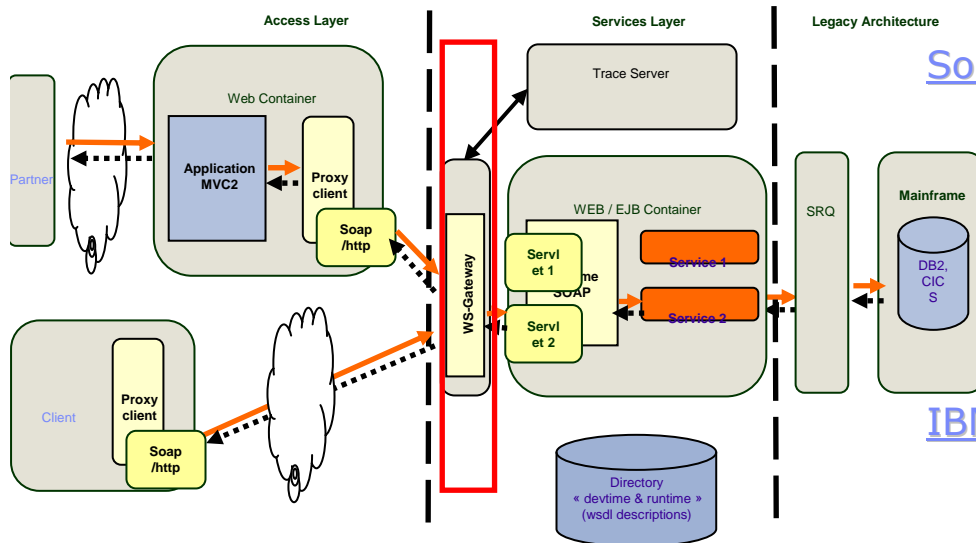 Access Layer
Services Layer
Legacy Architecture
Trace Server
Web Container
Partner
Application
MVC2
Proxy
client
Soap
/http
WS-Gateway
WEB / EJB Container
Servl
et 1
SOAP
Servl
et 2
Service 1
Service 2
SRQ
Mainframe
DB2,
CIC
S
Client
Proxy
client
Soap
/http
Directory
« devtime & runtime »
(wsdl descriptions)